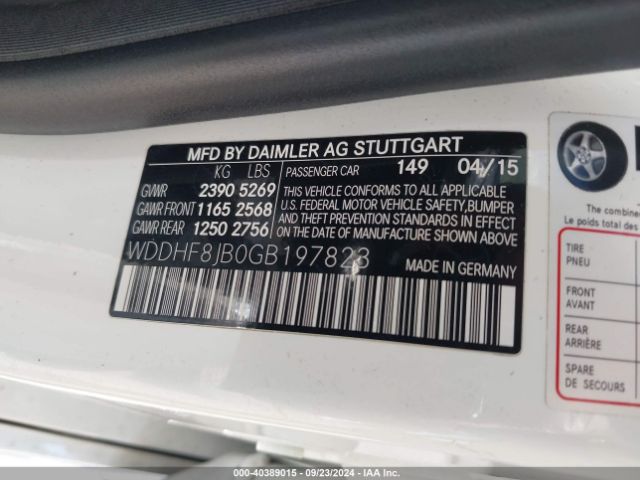 MFD BY DAIMLER AG STUTTGART
KG LBS
GVWR 2390 5269
GAWR FRONT 1165 2568
GAWR REAR 1250 2756
PASSENGER CAR 149 04/15
THIS VEHICLE CONFORMS TO ALL APPLICABLE
U.S. FEDERAL MOTOR VEHICLE SAFETY, BUMPER
AND THEFT PREVENTION STANDARDS IN EFFECT
ON THE DATE OF MANUFACTURE SHOWN ABOVE.
WDDHF8JB0GB197823
MADE IN GERMANY
The combine
Le poids total des
TIRE
PNEU
FRONT
AVANT
REAR
ARRIÈRE
SPARE
DE SECOURS
000-40389015 - 09/23/2024 - IAA Inc.